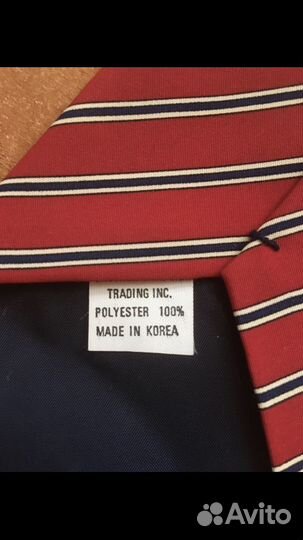 TRADING INC.
POLYESTER 100%
MADE IN KOREA
Avito